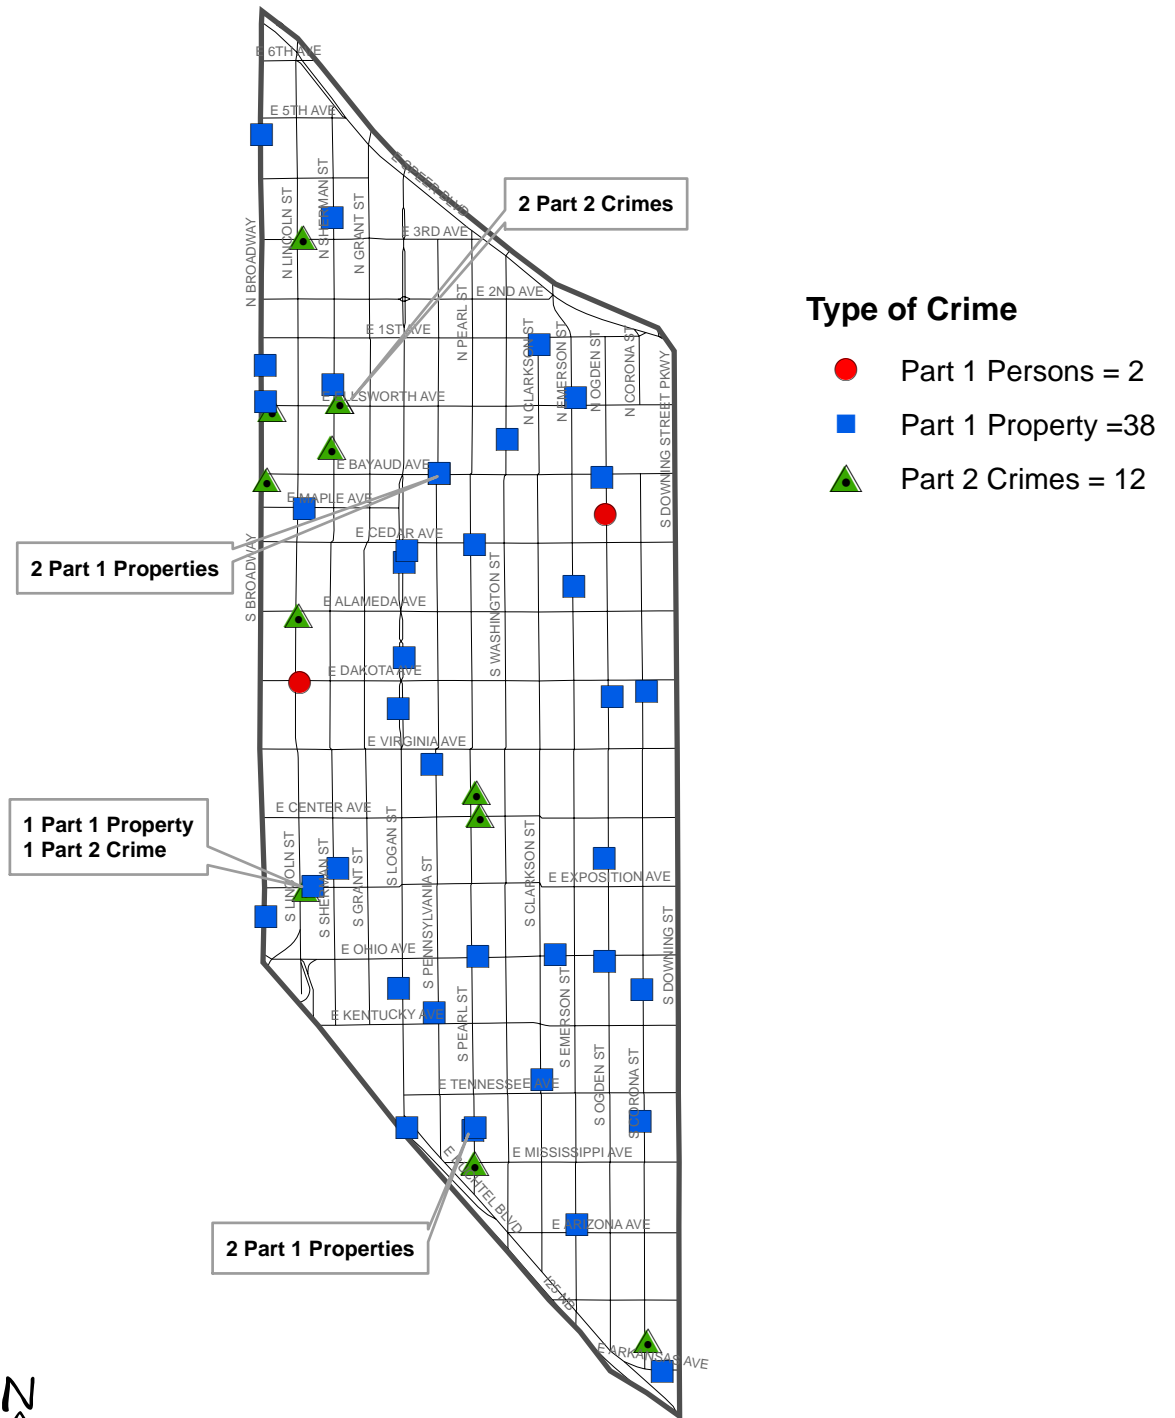 E 6TH AVE
E 5TH AVE
E SPEER BLVD
N SHERMAN ST
N LINCOLN ST
N GRANT ST
N BROADWAY
2 Part 2 Crimes
E 3RD AVE
E 2ND AVE
N PEARL ST
E 1ST AVE
N CLARKSON ST
N EMERSON ST
N OGDEN ST
N CORONA ST
S DOWNING STREET PKWY
Type of Crime
Part 1 Persons = 2
Part 1 Property =38
Part 2 Crimes = 12
E ELLSWORTH AVE
E BAYAUD AVE
E MAPLE AVE
E CEDAR AVE
2 Part 1 Properties
S BROADWAY
S WASHINGTON ST
E ALAMEDA AVE
E DAKOTA AVE
E VIRGINIA AVE
E CENTER AVE
1 Part 1 Property
1 Part 2 Crime
S LINCOLN ST
S SHERMAN ST
S GRANT ST
S LOGAN ST
S PENNSYLVANIA ST
S CLARKSON ST
E EXPOSITION AVE
S DOWNING ST
E OHIO AVE
E KENTUCKY AVE
S PEARL ST
S EMERSON ST
S OGDEN ST
S CORONA ST
E TENNESSEE AVE
E MISSISSIPPI AVE
E BUCHTEL BLVD
E ARIZONA AVE
2 Part 1 Properties
I25 NB
E ARKANSAS AVE
N